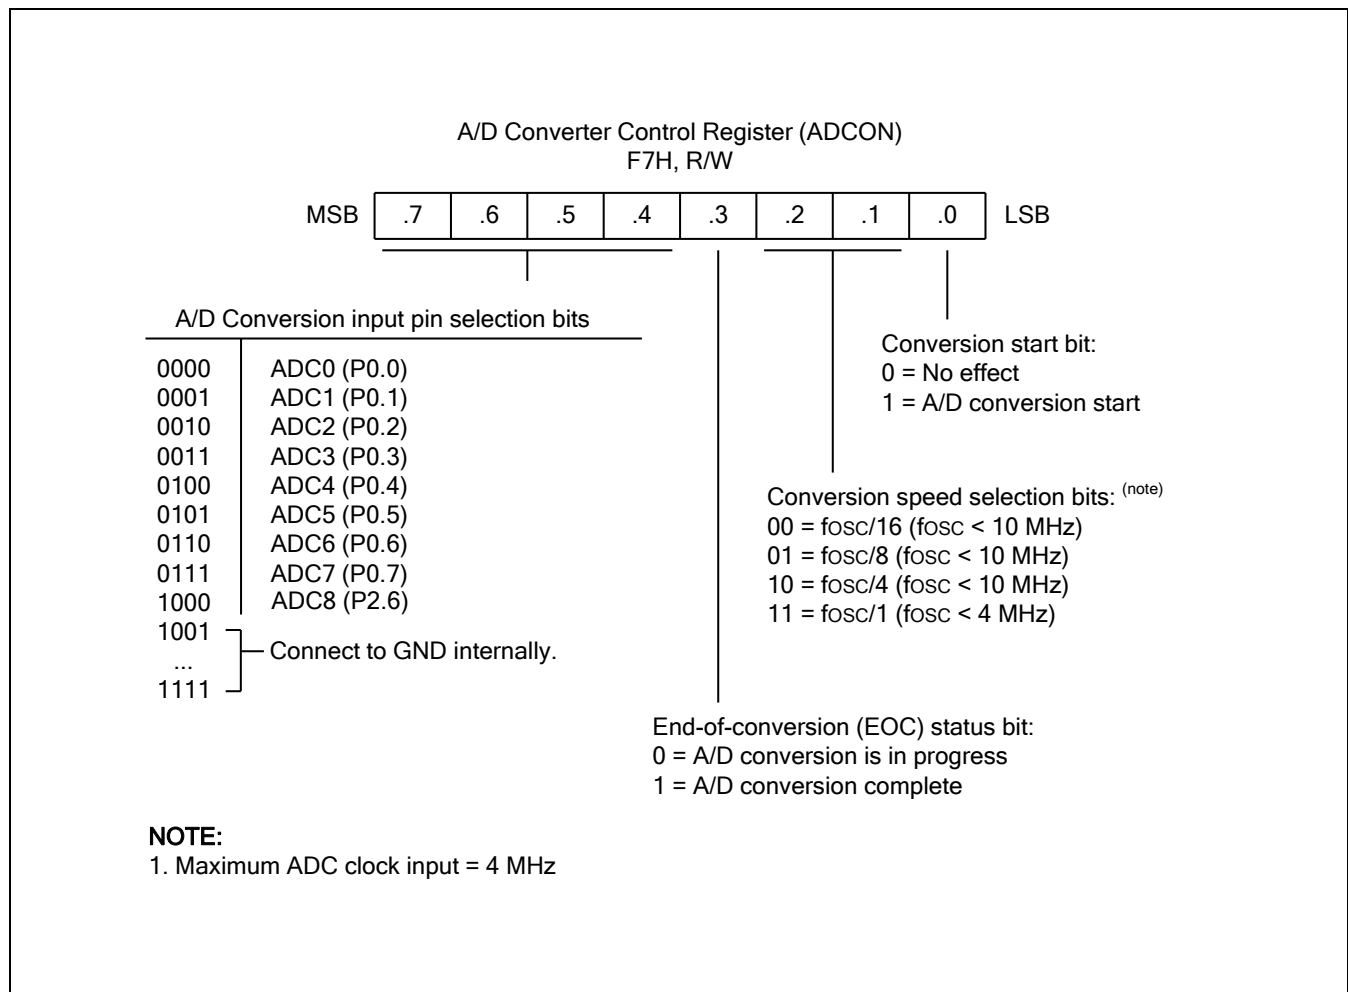 A/D Converter Control Register (ADCON)
F7H, R/W
MSB .7 .6 .5 .4 .3 .2 .1 .0 LSB
A/D Conversion input pin selection bits
0000 ADC0 (P0.0)
0001 ADC1 (P0.1)
0010 ADC2 (P0.2)
0011 ADC3 (P0.3)
0100 ADC4 (P0.4)
0101 ADC5 (P0.5)
0110 ADC6 (P0.6)
0111 ADC7 (P0.7)
1000 ADC8 (P2.6)
1001
... Connect to GND internally.
1111
Conversion start bit:
0 = No effect
1 = A/D conversion start
Conversion speed selection bits: (note)
00 = fOSC/16 (fOSC < 10 MHz)
01 = fOSC/8 (fOSC < 10 MHz)
10 = fOSC/4 (fOSC < 10 MHz)
11 = fOSC/1 (fOSC < 4 MHz)
End-of-conversion (EOC) status bit:
0 = A/D conversion is in progress
1 = A/D conversion complete
NOTE:
1. Maximum ADC clock input = 4 MHz